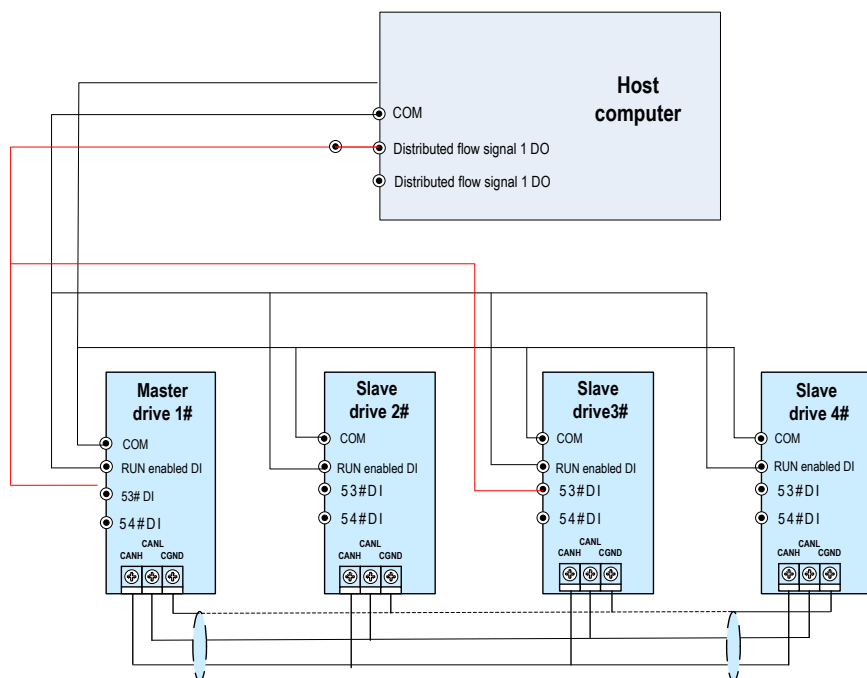 Host
computer
COM
Distributed flow signal 1 DO
Distributed flow signal 1 DO
Master
drive 1#
COM
RUN enabled DI
53# DI
54#DI
CANL
CANH CGND
Slave
drive 2#
COM
RUN enabled DI
53#DI
54#DI
CANL
CANH CGND
Slave
drive3#
COM
RUN enabled DI
53#DI
54#DI
CANL
CANH CGND
Slave
drive 4#
COM
RUN enabled DI
53#DI
54#DI
CANL
CANH CGND